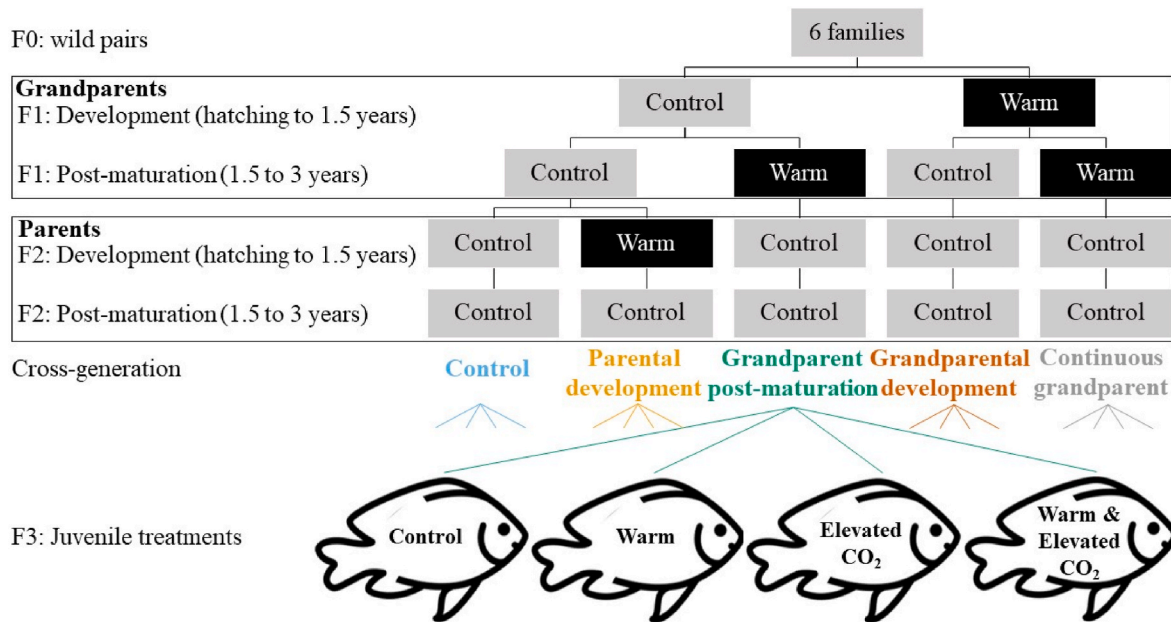 F0: wild pairs
6 families
Grandparents
F1: Development (hatching to 1.5 years)
Control
Warm
F1: Post-maturation (1.5 to 3 years)
Control
Warm
Control
Warm
Parents
F2: Development (hatching to 1.5 years)
Control
Warm
Control
Control
Control
F2: Post-maturation (1.5 to 3 years)
Control
Control
Control
Control
Control
Cross-generation
Control
Parental
development
Grandparent
post-maturation
Grandparental
development
Continuous
grandparent
F3: Juvenile treatments
Control
Warm
Elevated
CO₂
Warm &
Elevated
CO₂